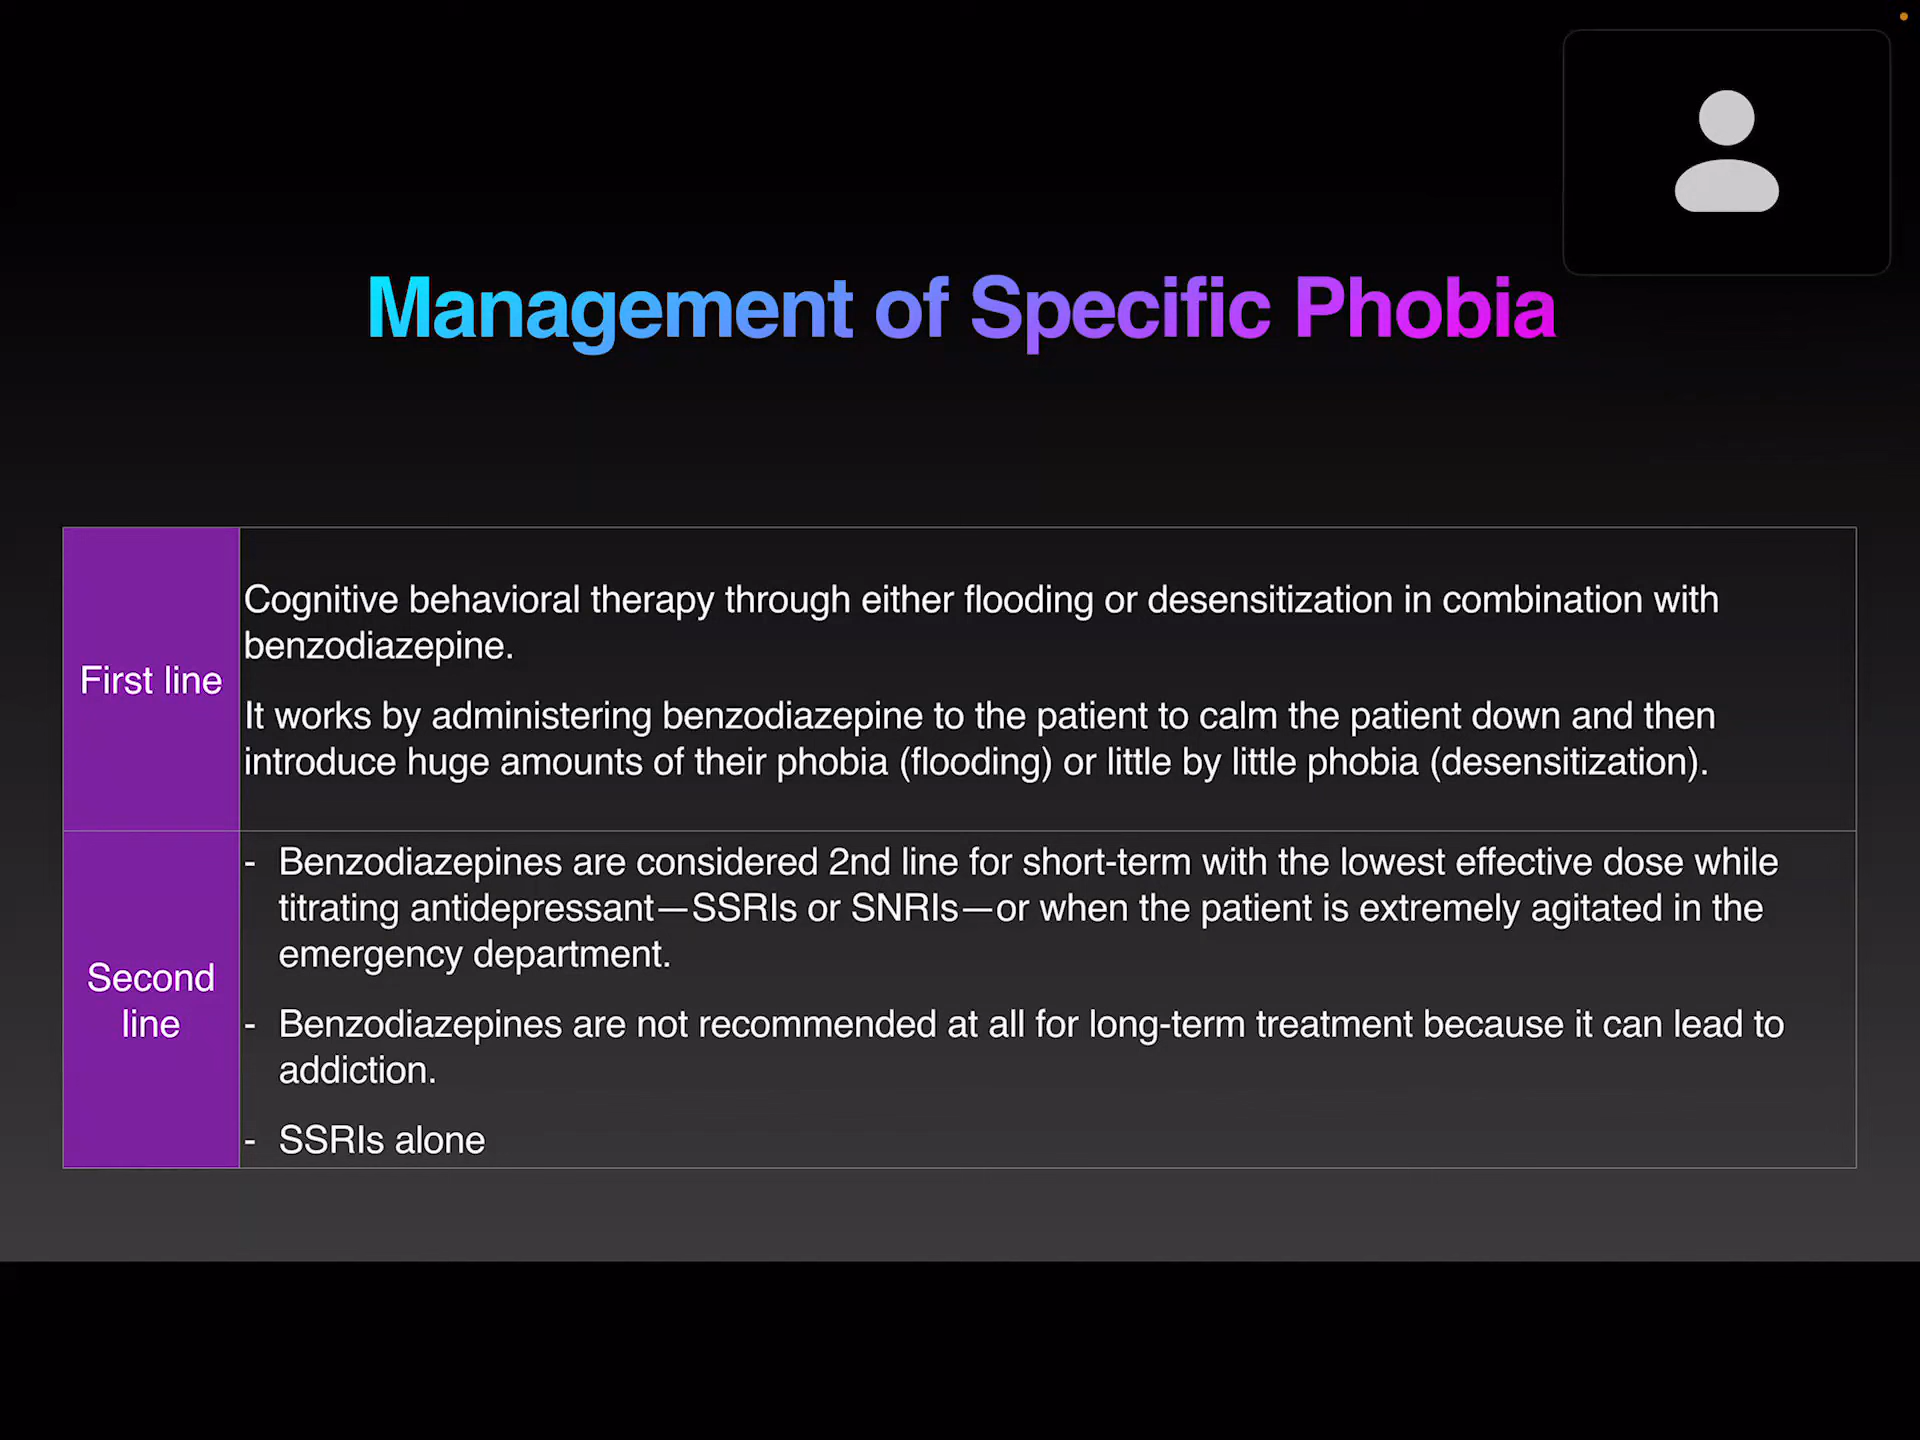 Management of Specific Phobia
First line
Cognitive behavioral therapy through either flooding or desensitization in combination with
benzodiazepine.
It works by administering benzodiazepine to the patient to calm the patient down and then
introduce huge amounts of their phobia (flooding) or little by little phobia (desensitization).
Second
line
- Benzodiazepines are considered 2nd line for short-term with the lowest effective dose while
titrating antidepressant—SSRIs or SNRIs—or when the patient is extremely agitated in the
emergency department.
- Benzodiazepines are not recommended at all for long-term treatment because it can lead to
addiction.
- SSRIs alone